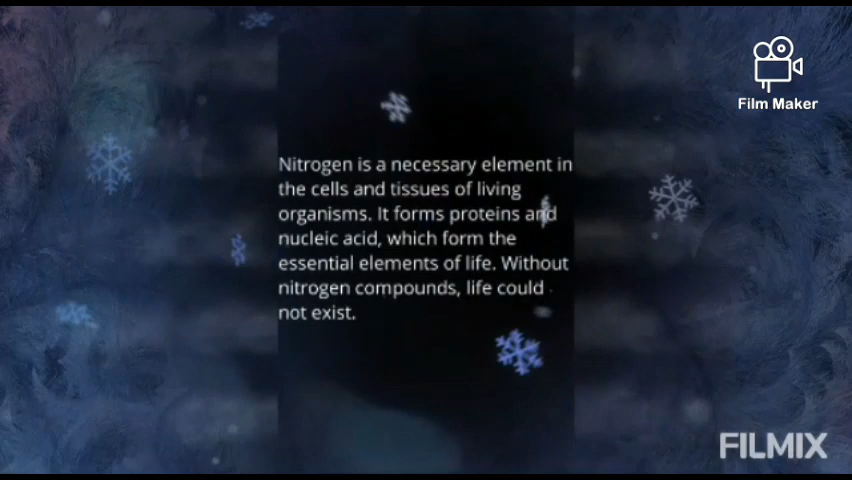 Film Maker
Nitrogen is a necessary element in
the cells and tissues of living
organisms. It forms proteins and
nucleic acid, which form the
essential elements of life. Without
nitrogen compounds, life could
not exist.
FILMIX